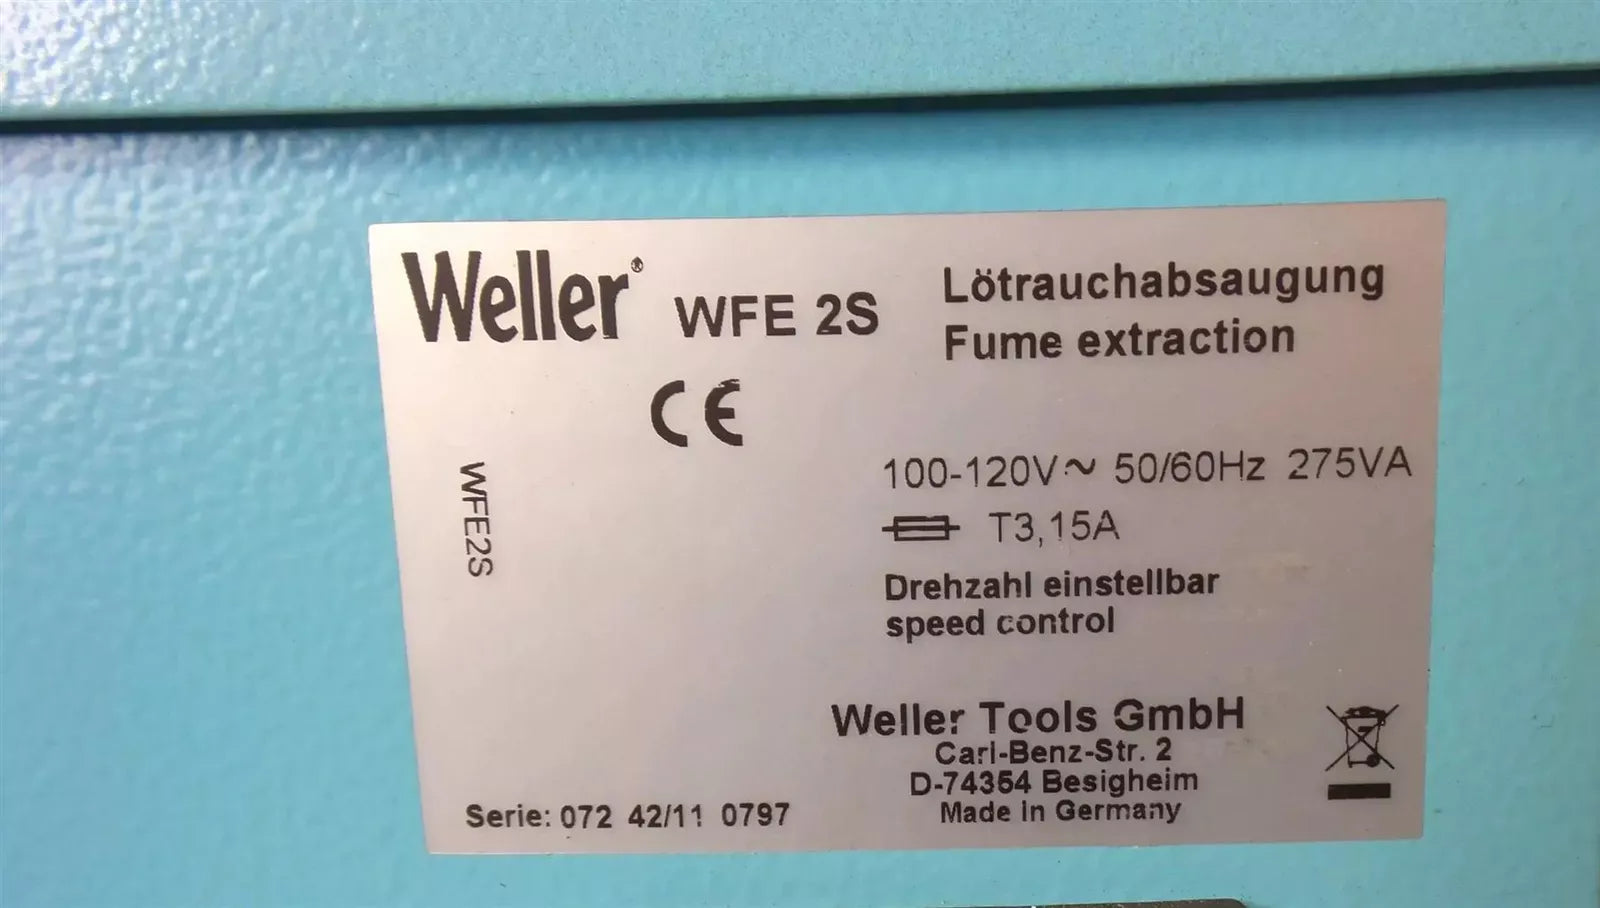 Weller® WFE 2S
Lötrauchabsaugung
Fume extraction
CE
WFE2S
100-120V~ 50/60Hz 275VA
T3,15A
Drehzahl einstellbar
speed control
Weller Tools GmbH
Carl-Benz-Str. 2
D-74354 Besigheim
Made in Germany
Serie: 072 42/11 0797